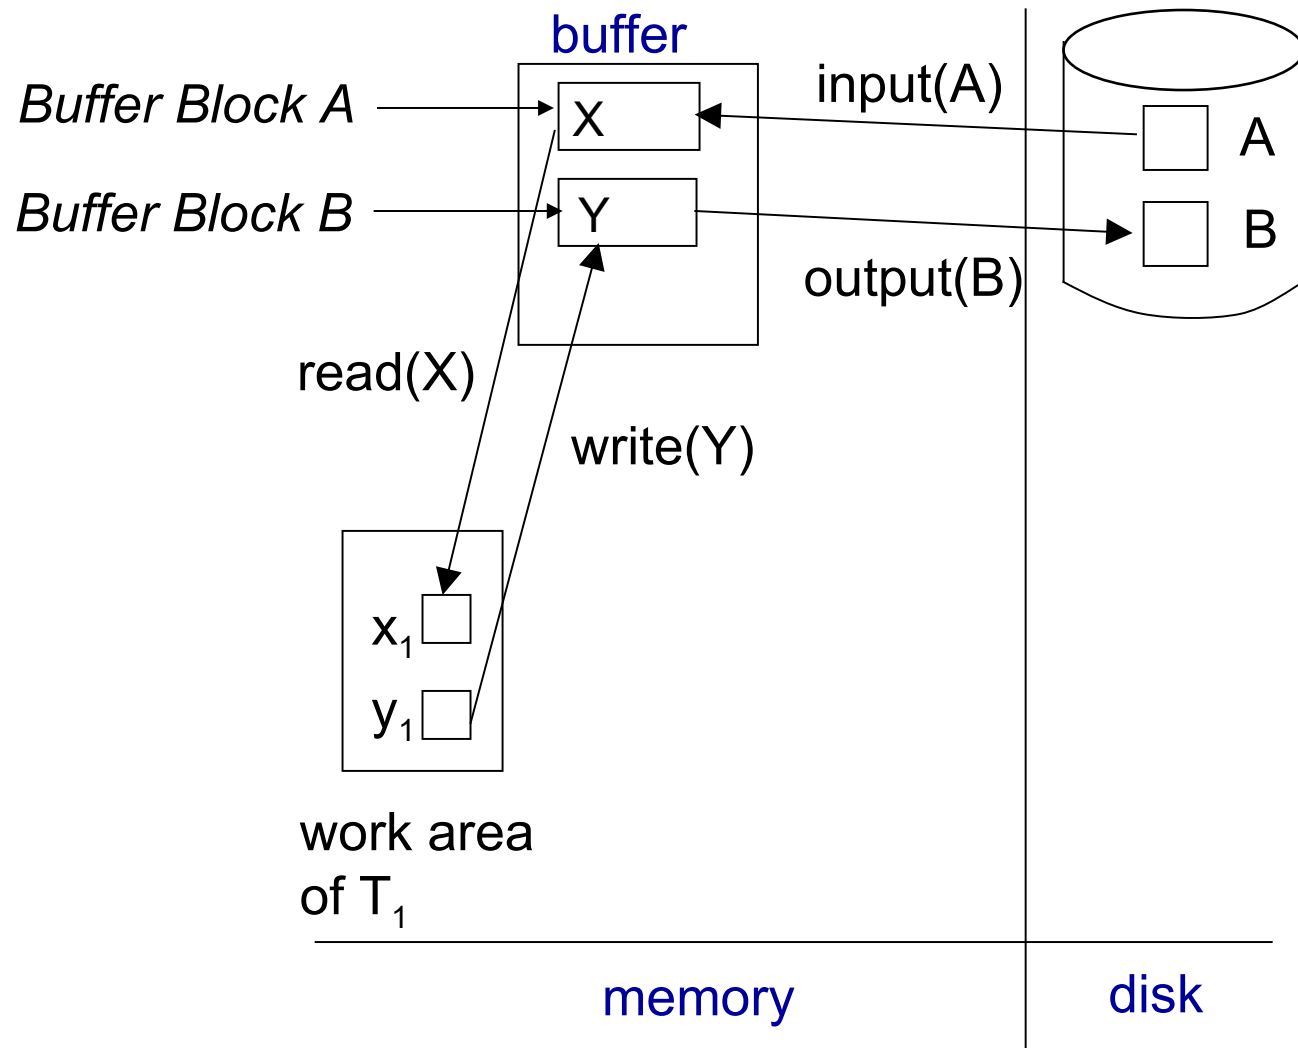 buffer
Buffer Block A
X
input(A)
A
Buffer Block B
Y
B
output(B)
read(X)
write(Y)
x₁
y₁
work area
of T₁
memory
disk